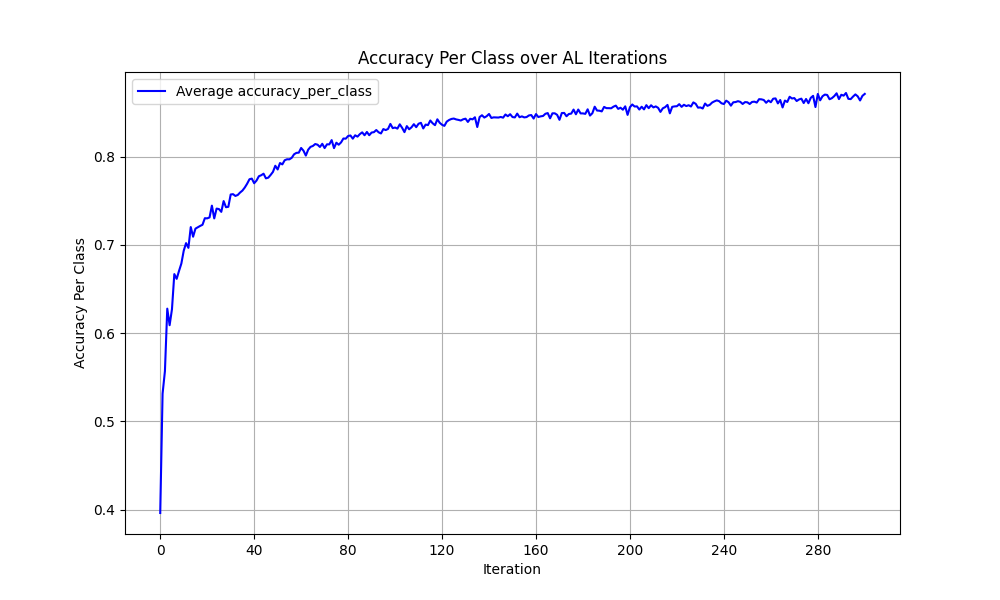 Accuracy Per Class over AL Iterations
Average accuracy_per_class
Accuracy Per Class
0.8
0.7
0.6
0.5
0.4
0 40 80 120 160 200 240 280
Iteration